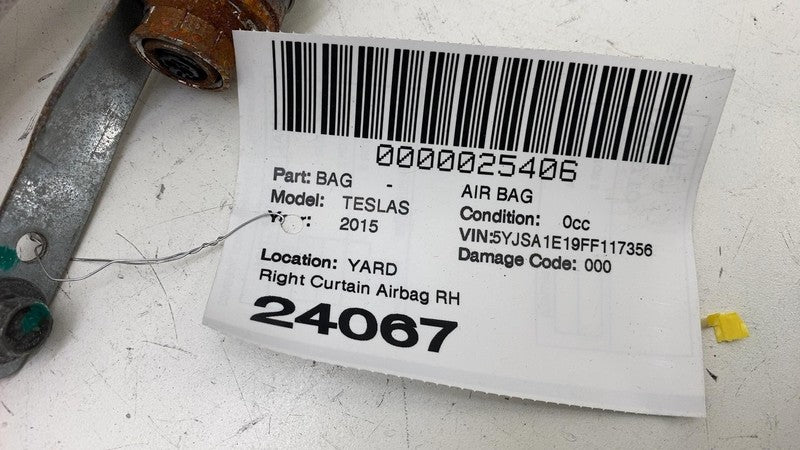 0000025406
Part: BAG - AIR BAG
Model: TESLAS Condition: 0cc
2015 VIN:5YJSA1E19FF117356
Location: YARD Damage Code: 000
Right Curtain Airbag RH
24067